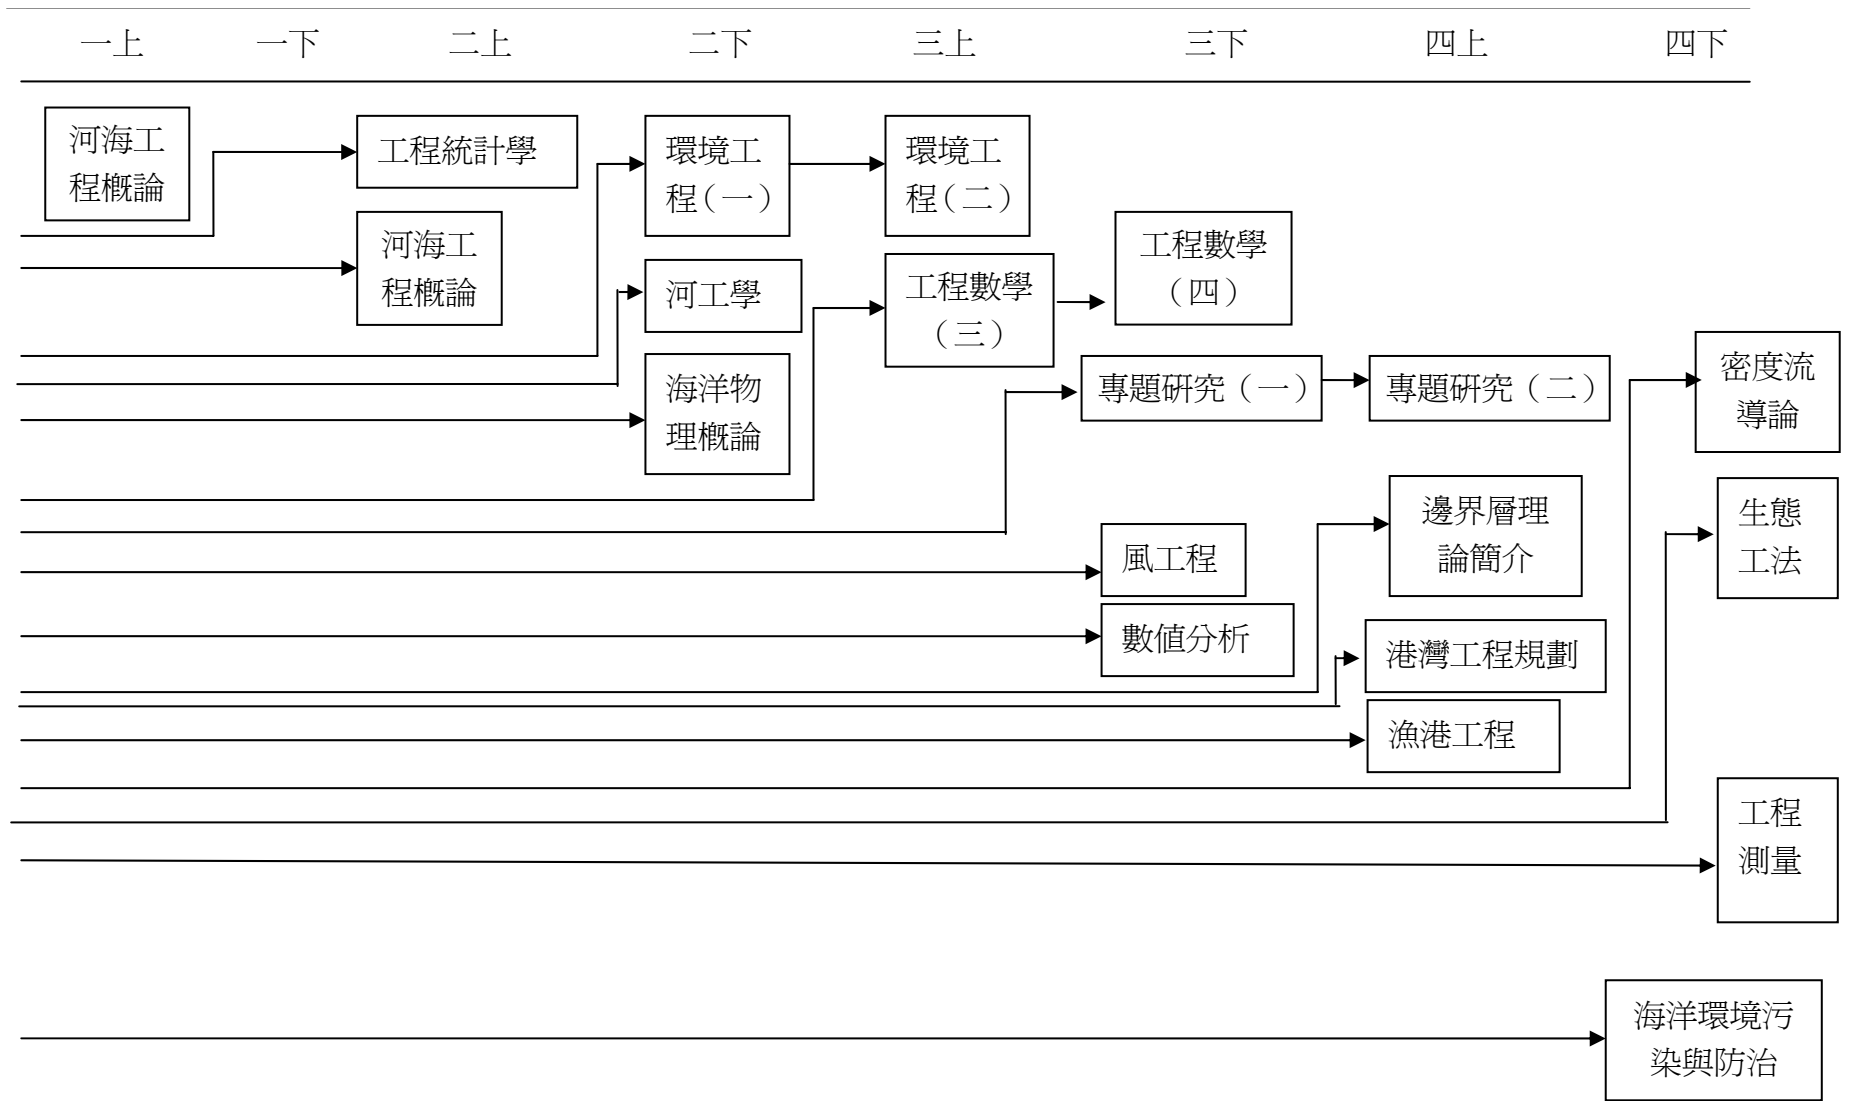 一上 一下 二上 二下 三上 三下 四上 四下
河海工
程概論
工程統計學
河海工
程概論
環境工
程(一)
環境工
程(二)
河工學
工程數學
(三)
工程數學
(四)
海洋物
理概論
專題研究(一)
專題研究(二)
密度流
導論
邊界層理
論簡介
生態
工法
風工程
數值分析
港灣工程規劃
漁港工程
工程
測量
海洋環境污
染與防治